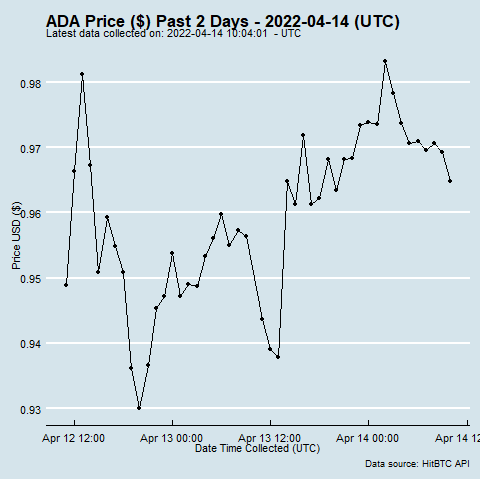 ADA Price ($) Past 2 Days - 2022-04-14 (UTC)
Latest data collected on: 2022-04-14 10:04:01  - UTC
0.98
0.97
0.96
0.95
0.94
0.93
Price USD ($)
Apr 12 12:00 Apr 13 00:00 Apr 13 12:00 Apr 14 00:00 Apr 14 12
Date Time Collected (UTC)
Data source: HitBTC API